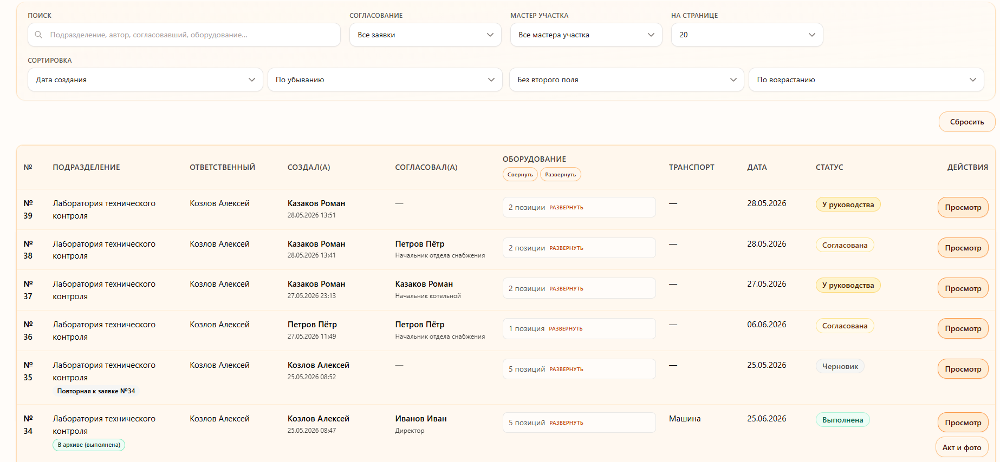 ПОИСК
Подразделение, автор, согласовавший, оборудование...
СОГЛАСОВАНИЕ
Все заявки
МАСТЕР УЧАСТКА
Все мастера участка
НА СТРАНИЦЕ
20
СОРТИРОВКА
Дата создания
По убыванию
Без второго поля
По возрастанию
Сбросить
№ ПОДРАЗДЕЛЕНИЕ ОТВЕТСТВЕННЫЙ СОЗДАЛ(А) СОГЛАСОВАЛ(А) ОБОРУДОВАНИЕ ТРАНСПОРТ ДАТА СТАТУС ДЕЙСТВИЯ
Свернуть Развернуть
№ 39
Лаборатория технического
контроля
Козлов Алексей
Казаков Роман
28.05.2026 13:51
—
2 позиции РАЗВЕРНУТЬ
—
28.05.2026
У руководства
Просмотр
№ 38
Лаборатория технического
контроля
Козлов Алексей
Казаков Роман
28.05.2026 13:41
Петров Пётр
Начальник отдела снабжения
2 позиции РАЗВЕРНУТЬ
—
28.05.2026
Согласована
Просмотр
№ 37
Лаборатория технического
контроля
Козлов Алексей
Казаков Роман
27.05.2026 23:13
Казаков Роман
Начальник котельной
2 позиции РАЗВЕРНУТЬ
—
27.05.2026
У руководства
Просмотр
№ 36
Лаборатория технического
контроля
Козлов Алексей
Петров Пётр
27.05.2026 11:49
Петров Пётр
Начальник отдела снабжения
1 позиция РАЗВЕРНУТЬ
—
06.06.2026
Согласована
Просмотр
№ 35
Лаборатория технического
контроля
Повторная к заявке №34
Козлов Алексей
Козлов Алексей
25.05.2026 08:52
—
5 позиций РАЗВЕРНУТЬ
—
25.05.2026
Черновик
Просмотр
№ 34
Лаборатория технического
контроля
В архиве (выполнена)
Козлов Алексей
Козлов Алексей
25.05.2026 08:47
Иванов Иван
Директор
5 позиций РАЗВЕРНУТЬ
Машина
25.06.2026
Выполнена
Просмотр
Акт и фото